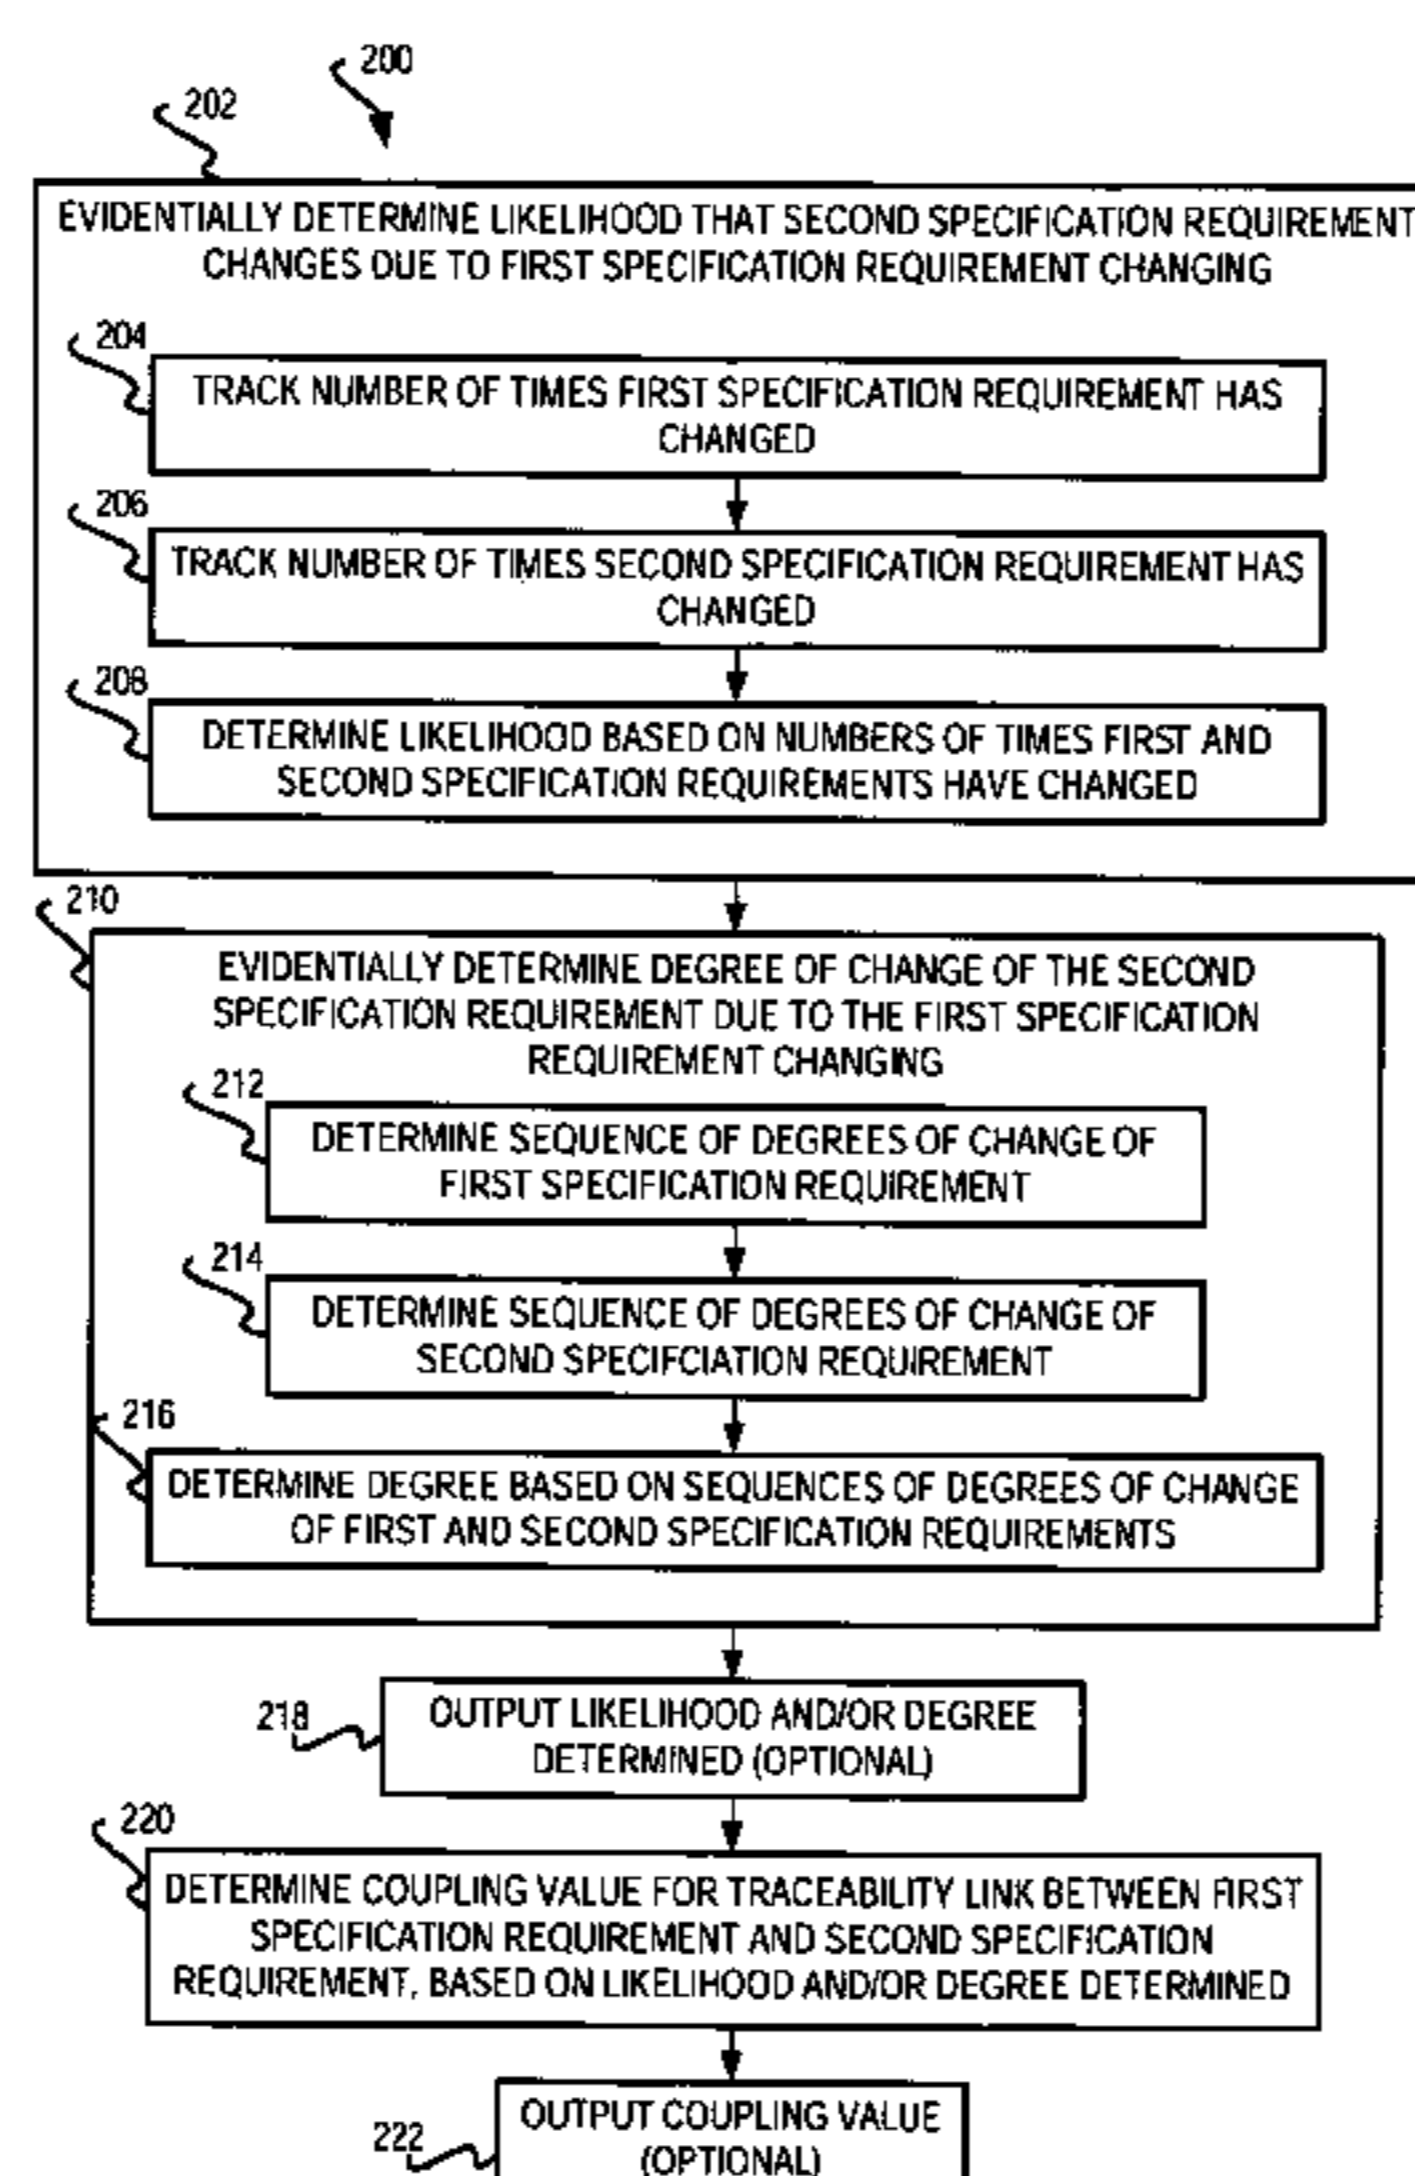 200
202
EVIDENTIALLY DETERMINE LIKELIHOOD THAT SECOND SPECIFICATION REQUIREMENT
CHANGES DUE TO FIRST SPECIFICATION REQUIREMENT CHANGING
204
TRACK NUMBER OF TIMES FIRST SPECIFICATION REQUIREMENT HAS
CHANGED
206
TRACK NUMBER OF TIMES SECOND SPECIFICATION REQUIREMENT HAS
CHANGED
208
DETERMINE LIKELIHOOD BASED ON NUMBERS OF TIMES FIRST AND
SECOND SPECIFICATION REQUIREMENTS HAVE CHANGED
210
EVIDENTIALLY DETERMINE DEGREE OF CHANGE OF THE SECOND
SPECIFICATION REQUIREMENT DUE TO THE FIRST SPECIFICATION
REQUIREMENT CHANGING
212
DETERMINE SEQUENCE OF DEGREES OF CHANGE OF
FIRST SPECIFICATION REQUIREMENT
214
DETERMINE SEQUENCE OF DEGREES OF CHANGE OF
SECOND SPECIFCIATION REQUIREMENT
216
DETERMINE DEGREE BASED ON SEQUENCES OF DEGREES OF CHANGE
OF FIRST AND SECOND SPECIFICATION REQUIREMENTS
218
OUTPUT LIKELIHOOD AND/OR DEGREE
DETERMINED (OPTIONAL)
220
DETERMINE COUPLING VALUE FOR TRACEABILITY LINK BETWEEN FIRST
SPECIFICATION REQUIREMENT AND SECOND SPECIFICATION
REQUIREMENT, BASED ON LIKELIHOOD AND/OR DEGREE DETERMINED
222
OUTPUT COUPLING VALUE
(OPTIONAL)